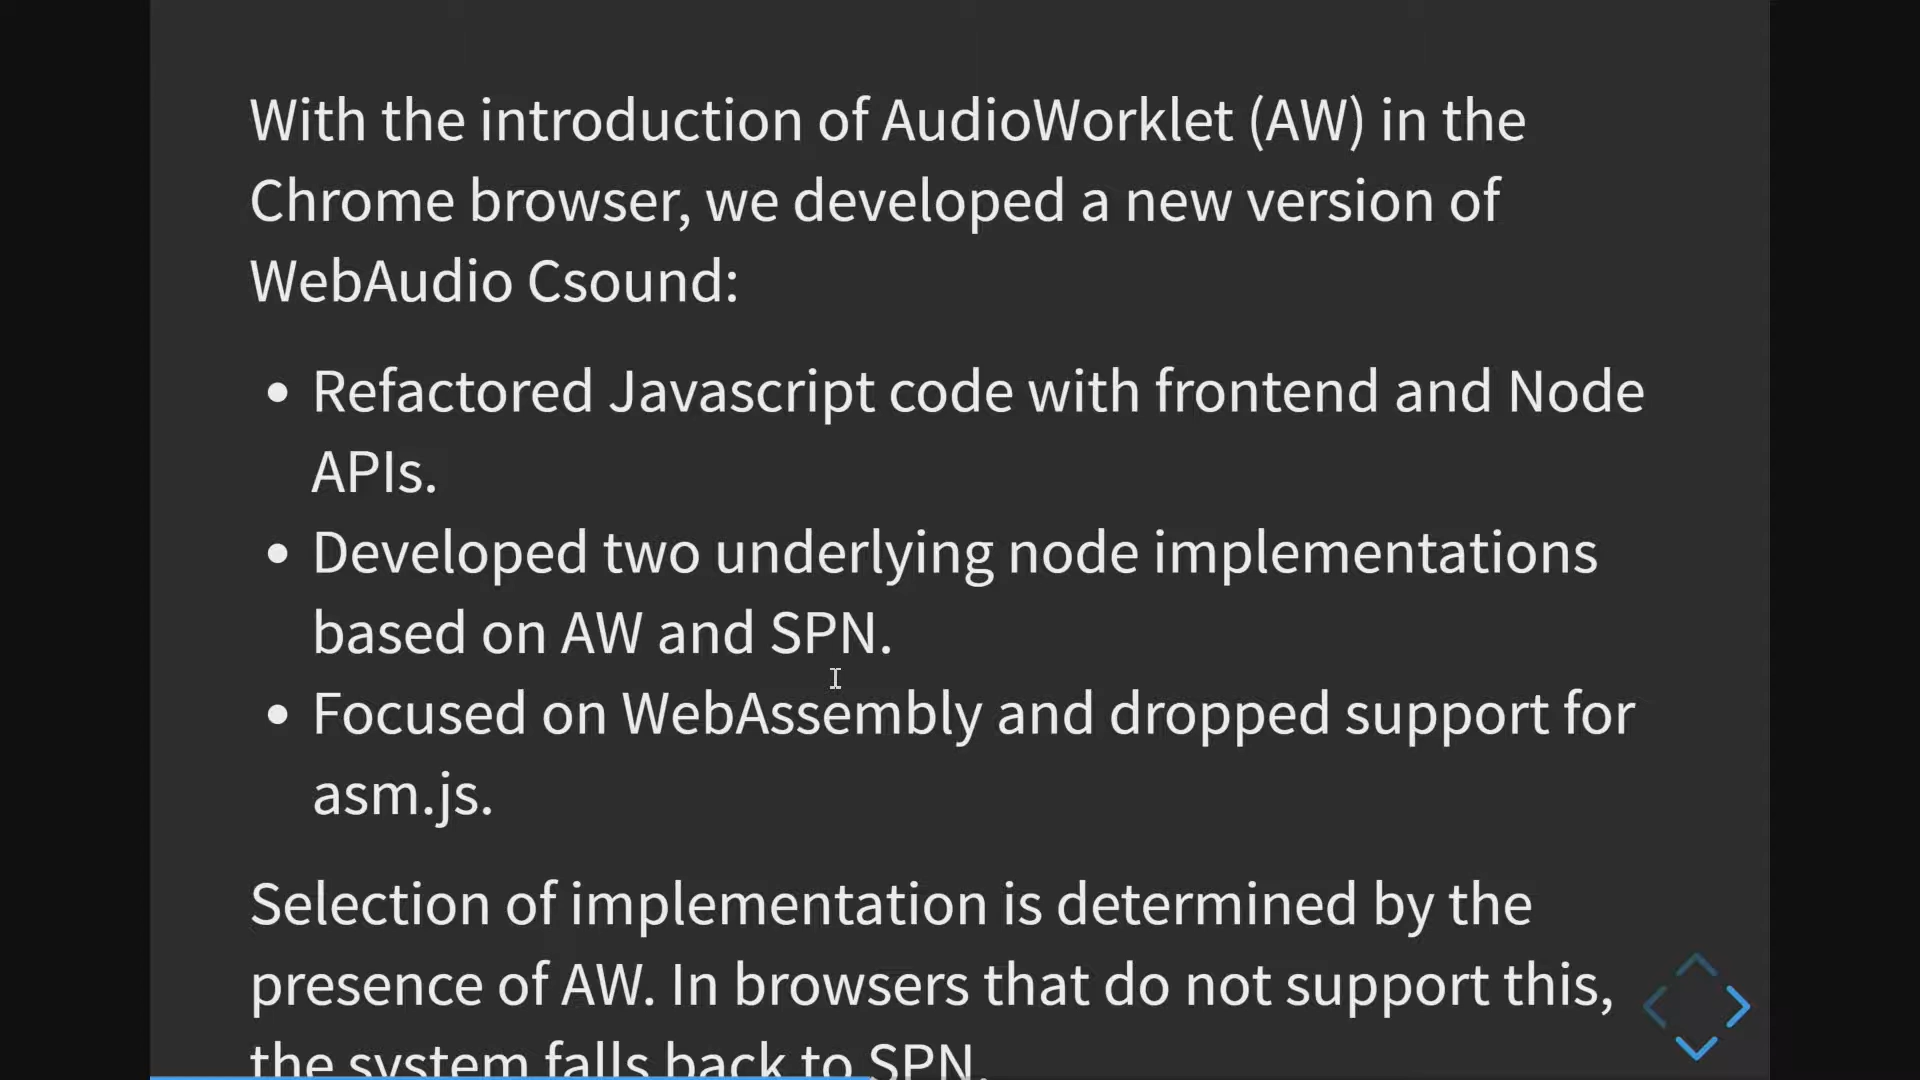 With the introduction of AudioWorklet (AW) in the
Chrome browser, we developed a new version of
WebAudio Csound:
• Refactored Javascript code with frontend and Node
APIs.
• Developed two underlying node implementations
based on AW and SPN.
• Focused on WebAssembly and dropped support for
asm.js.
Selection of implementation is determined by the
presence of AW. In browsers that do not support this,
the system falls back to SPN.